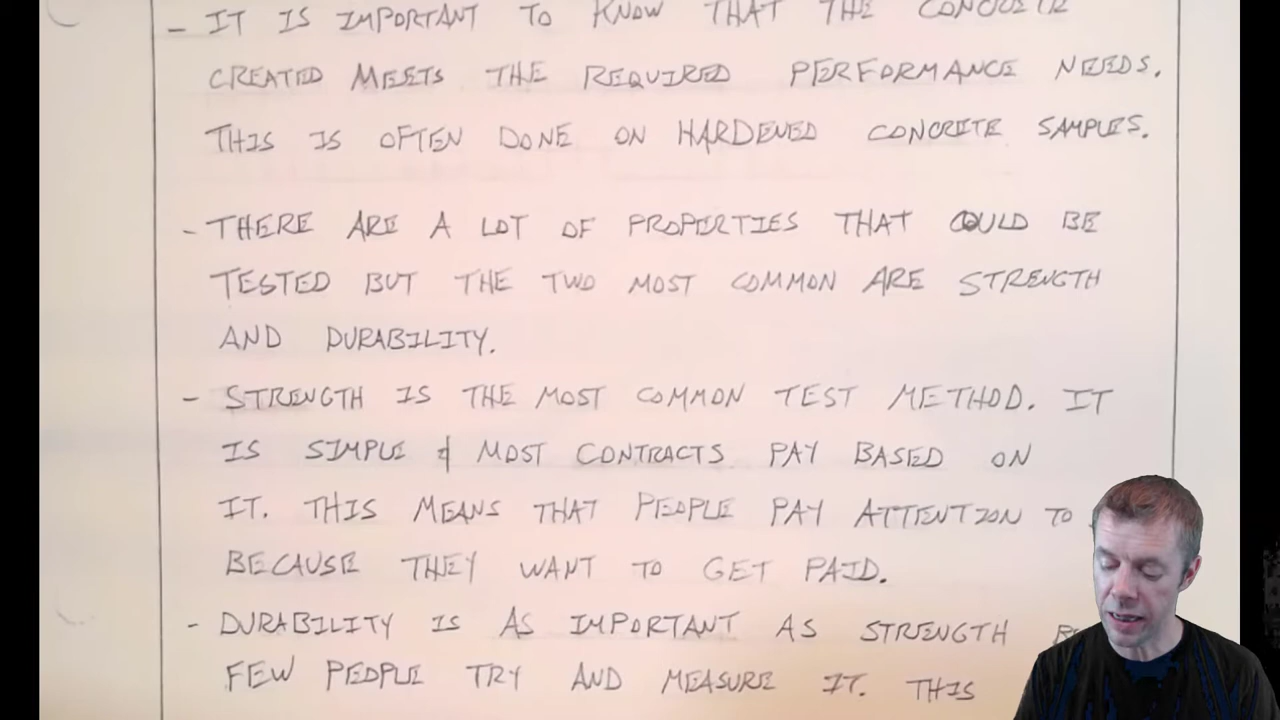 - IT IS IMPORTANT TO KNOW THAT THE CONCRETE
CREATED MEETS THE REQUIRED PERFORMANCE NEEDS.
THIS IS OFTEN DONE ON HARDENED CONCRETE SAMPLES.
- THERE ARE A LOT OF PROPERTIES THAT COULD BE
TESTED BUT THE TWO MOST COMMON ARE STRENGTH
AND DURABILITY.
- STRENGTH IS THE MOST COMMON TEST METHOD. IT
IS SIMPLE & MOST CONTRACTS PAY BASED ON
IT. THIS MEANS THAT PEOPLE PAY ATTENTION TO
BECAUSE THEY WANT TO GET PAID.
- DURABILITY IS AS IMPORTANT AS STRENGTH
FEW PEOPLE TRY AND MEASURE IT. THIS